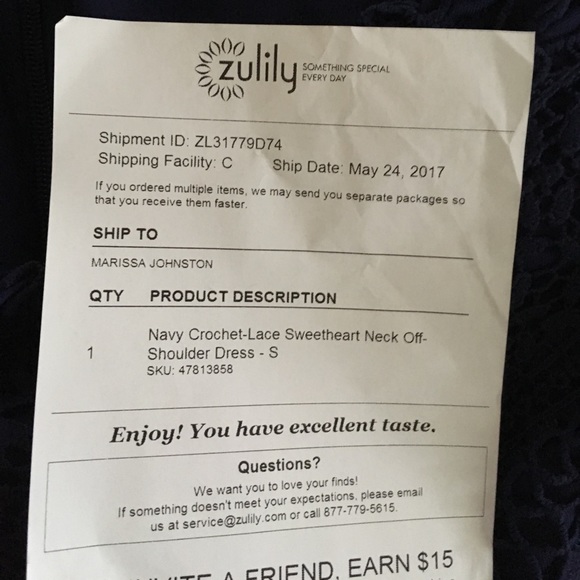 zulily SOMETHING SPECIAL
EVERY DAY
Shipment ID: ZL31779D74
Shipping Facility: C Ship Date: May 24, 2017
If you ordered multiple items, we may send you separate packages so
that you receive them faster.
SHIP TO
MARISSA JOHNSTON
QTY PRODUCT DESCRIPTION
1 Navy Crochet-Lace Sweetheart Neck Off-
Shoulder Dress - S
SKU: 47813858
Enjoy! You have excellent taste.
Questions?
We want you to love your finds!
If something doesn't meet your expectations, please email
us at service@zulily.com or call 877-779-5615.
INVITE A FRIEND, EARN $15